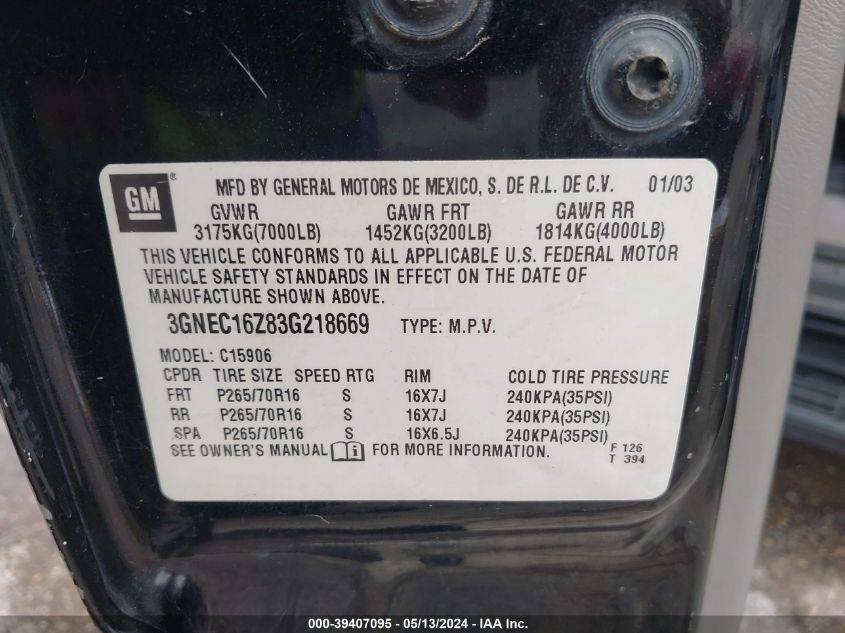 GM ® MFD BY GENERAL MOTORS DE MEXICO, S. DE R.L. DE C.V. 01/03
GVWR GAWR FRT GAWR RR
3175KG(7000LB) 1452KG(3200LB) 1814KG(4000LB)
THIS VEHICLE CONFORMS TO ALL APPLICABLE U.S. FEDERAL MOTOR
VEHICLE SAFETY STANDARDS IN EFFECT ON THE DATE OF
MANUFACTURE SHOWN ABOVE.
3GNEC16Z83G218669 TYPE: M.P.V.
MODEL: C15906
CPDR TIRE SIZE SPEED RTG RIM COLD TIRE PRESSURE
FRT P265/70R16 S 16X7J 240KPA(35PSI)
RR P265/70R16 S 16X7J 240KPA(35PSI)
SPA P265/70R16 S 16X6.5J 240KPA(35PSI)
SEE OWNER'S MANUAL i FOR MORE INFORMATION. F 126
T 394
000-39407095 - 05/13/2024 - IAA Inc.